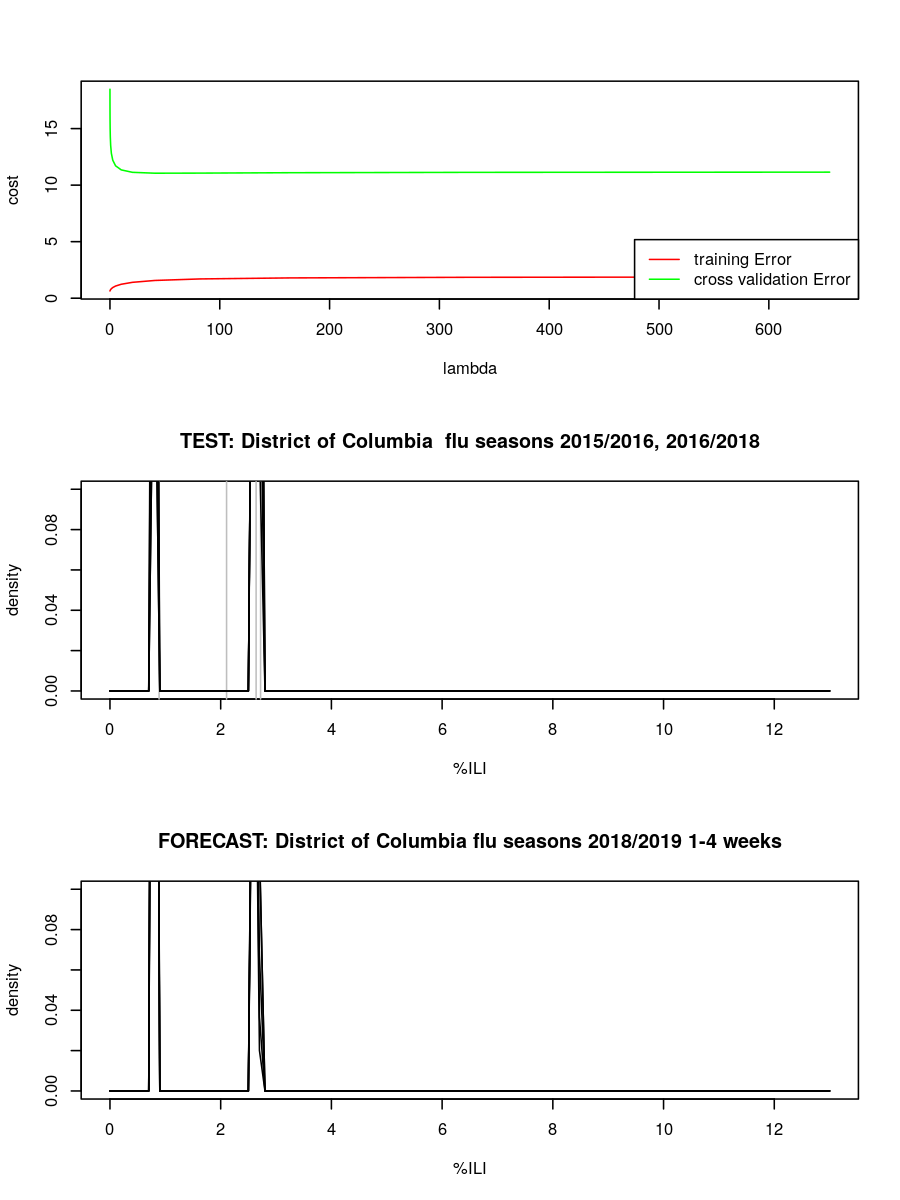 15
10
5
0
cost
training Error
cross validation Error
0 100 200 300 400 500 600
lambda
TEST: District of Columbia  flu seasons 2015/2016, 2016/2018
0.08
0.04
0.00
density
0 2 4 6 8 10 12
%ILI
FORECAST: District of Columbia flu seasons 2018/2019 1-4 weeks
0.08
0.04
0.00
density
0 2 4 6 8 10 12
%ILI